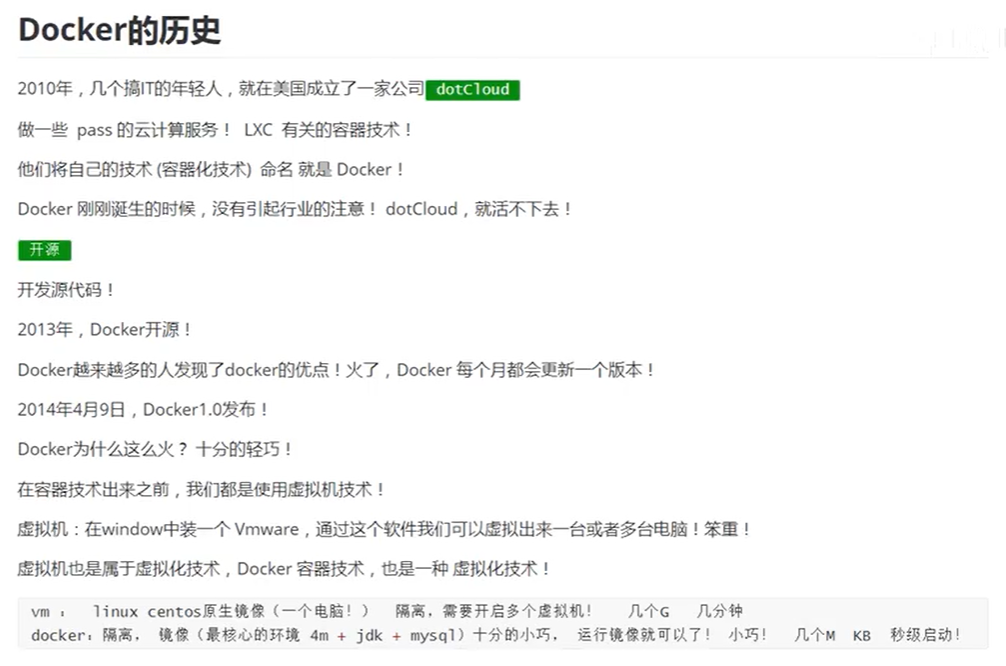 Docker的历史
2010年，几个搞IT的年轻人，就在美国成立了一家公司 dotCloud
做一些 pass 的云计算服务！ LXC 有关的容器技术！
他们将自己的技术 (容器化技术) 命名 就是 Docker！
Docker 刚刚诞生的时候，没有引起行业的注意！ dotCloud，就活不下去！
开源
开发源代码！
2013年，Docker开源！
Docker越来越多的人发现了docker的优点！火了，Docker 每个月都会更新一个版本！
2014年4月9日，Docker1.0发布！
Docker为什么这么火？ 十分的轻巧！
在容器技术出来之前，我们都是使用虚拟机技术！
虚拟机：在window中装一个 Vmware，通过这个软件我们可以虚拟出来一台或者多台电脑！笨重！
虚拟机也是属于虚拟化技术，Docker 容器技术，也是一种 虚拟化技术！
vm ： linux centos原生镜像（一个电脑！） 隔离，需要开启多个虚拟机！ 几个G 几分钟
docker：隔离， 镜像（最核心的环境 4m + jdk + mysql）十分的小巧， 运行镜像就可以了！ 小巧！ 几个M KB 秒级启动！